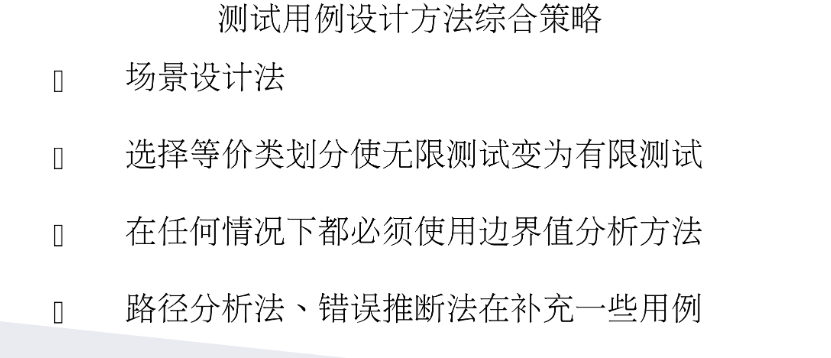 测试用例设计方法综合策略
场景设计法
选择等价类划分使无限测试变为有限测试
在任何情况下都必须使用边界值分析方法
路径分析法、错误推断法在补充一些用例